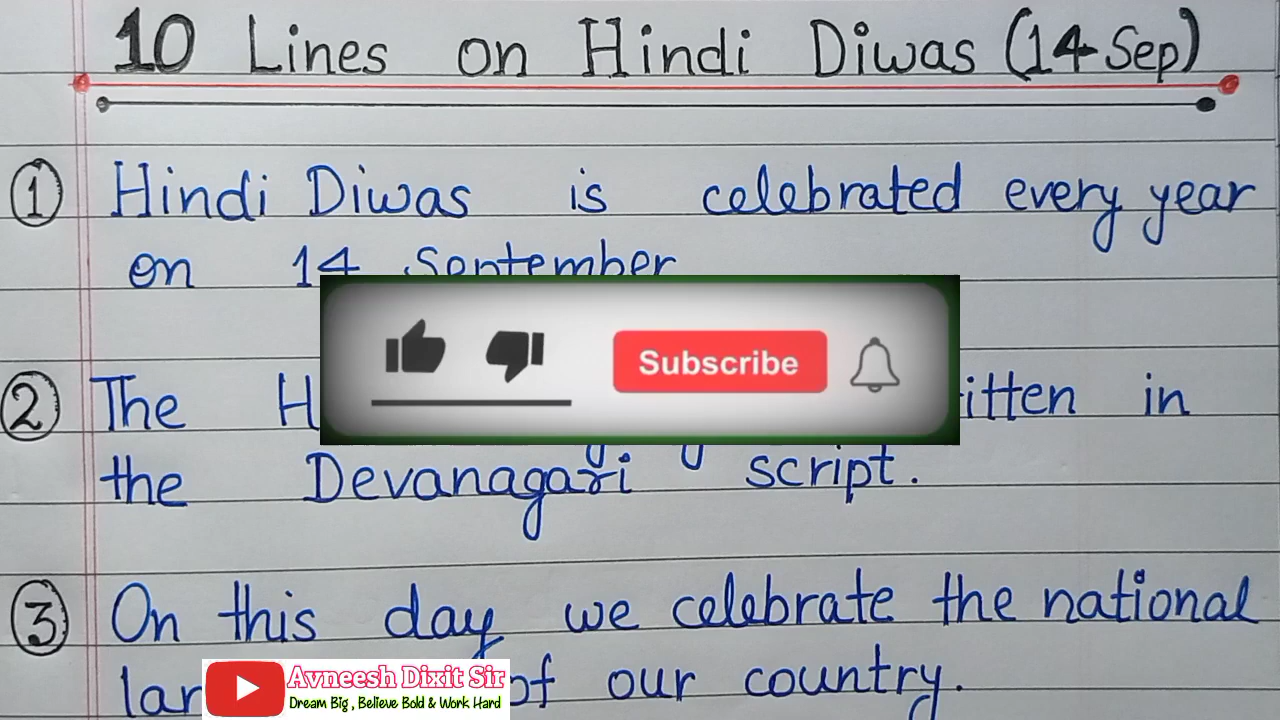 10 Lines on Hindi Diwas (14 Sep)
1 Hindi Diwas is celebrated every year
on 14 September
Subscribe
2 The in
the Devanagari script.
3 On this day we celebrate the national
of our country.
Avneesh Dixit Sir
Dream Big , Believe Bold & Work Hard